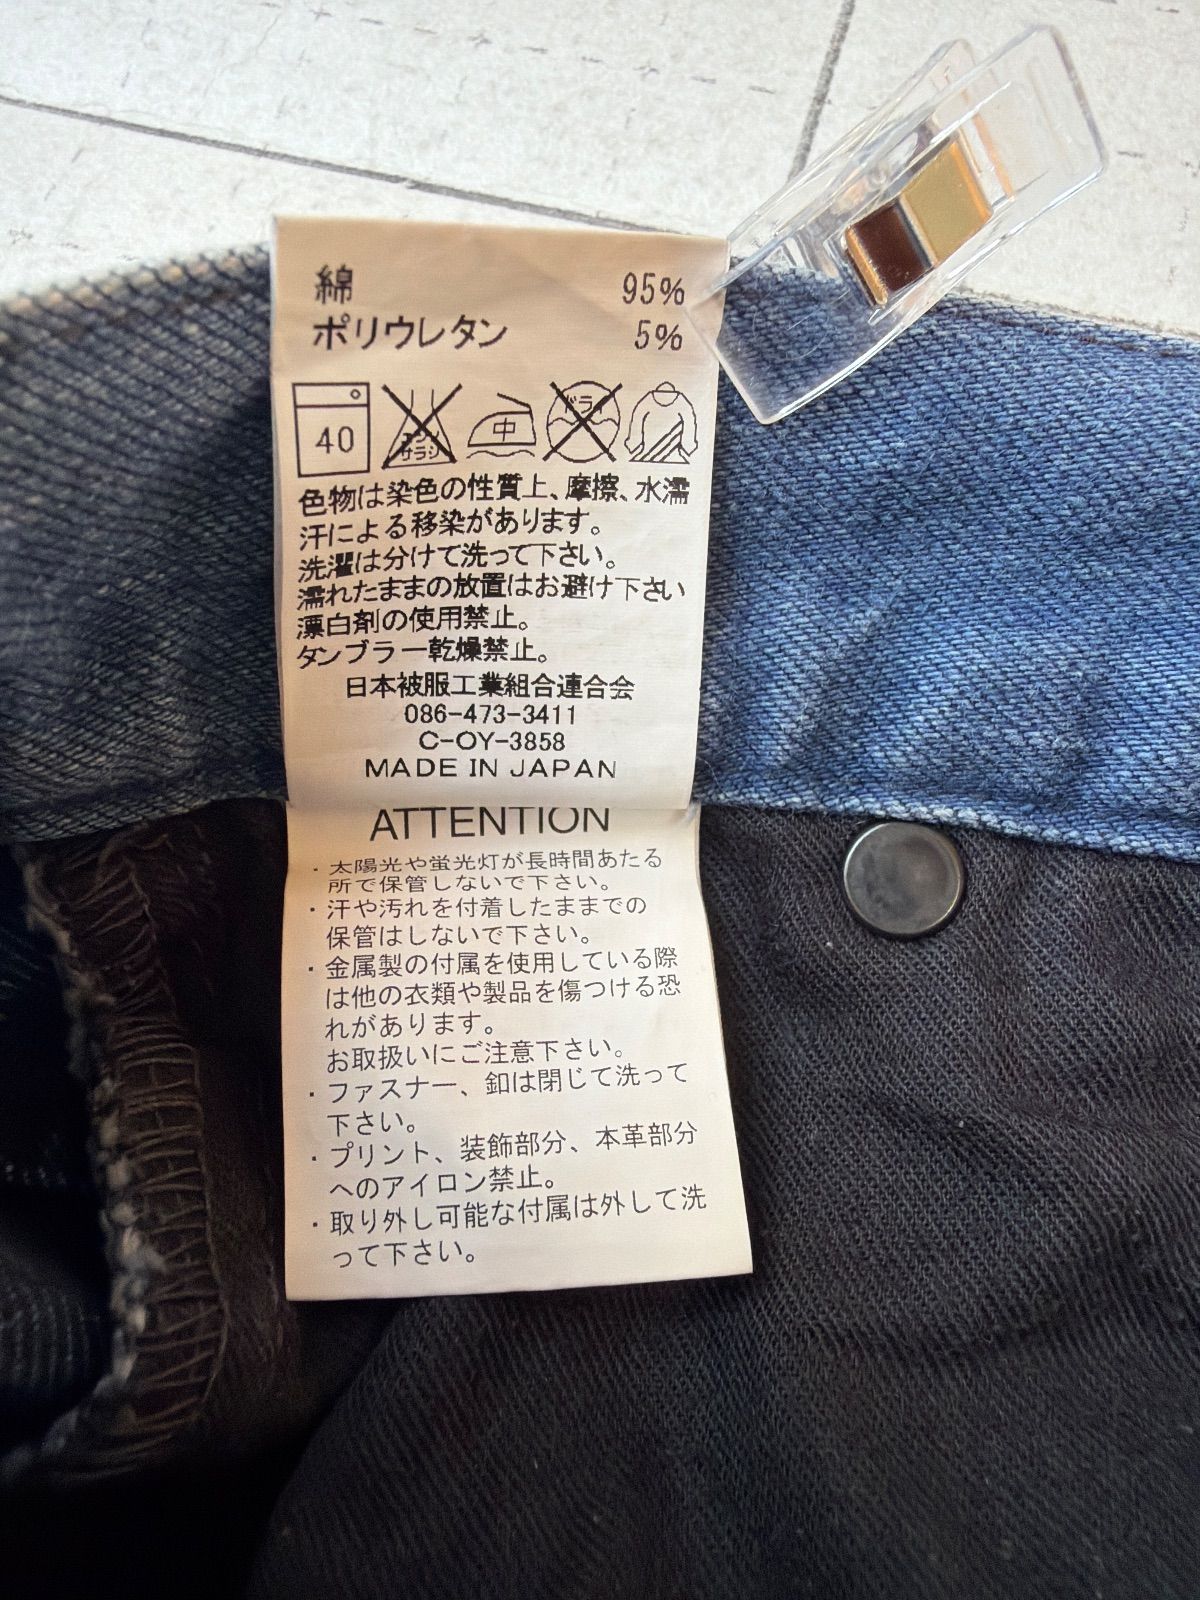 綿 95%
ポリウレタン 5%
40 エンソ サラシ 中 ドライ
色物は染色の性質上、摩擦、水濡
汗による移染があります。
洗濯は分けて洗って下さい。
濡れたままの放置はお避け下さい
漂白剤の使用禁止。
タンブラー乾燥禁止。
日本被服工業組合連合会
086-473-3411
C-OY-3858
MADE IN JAPAN
ATTENTION
・太陽光や蛍光灯が長時間あたる
所で保管しないで下さい。
・汗や汚れを付着したままでの
保管はしないで下さい。
・金属製の付属を使用している際
は他の衣類や製品を傷つける恐
れがあります。
お取扱いにご注意下さい。
・ファスナー、釦は閉じて洗って
下さい。
・プリント、装飾部分、本革部分
へのアイロン禁止。
・取り外し可能な付属は外して洗
って下さい。